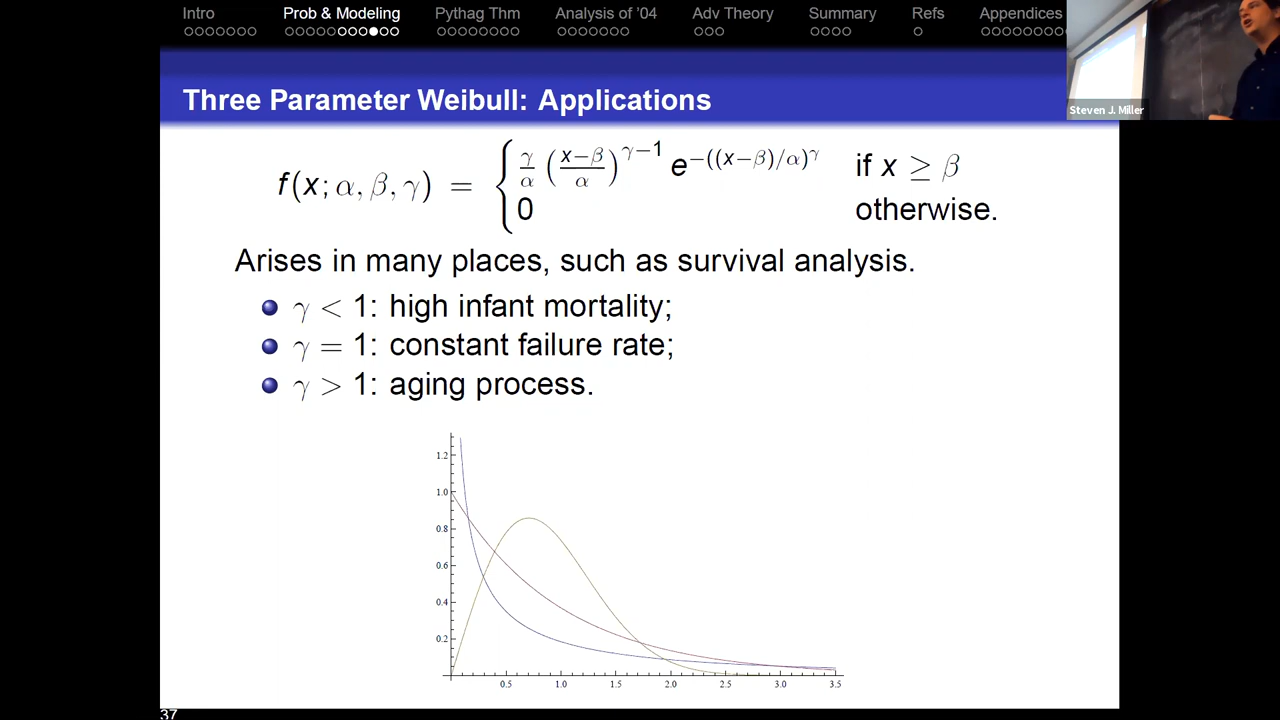 Intro Prob & Modeling Pythag Thm Analysis of '04 Adv Theory Summary Refs Appendices
Steven J. Miller
Three Parameter Weibull: Applications
f(x; α, β, γ) = { γ/α ((x−β)/α)^(γ−1) e^(−((x−β)/α)^γ) if x ≥ β
0 otherwise.
Arises in many places, such as survival analysis.
γ < 1: high infant mortality;
γ = 1: constant failure rate;
γ > 1: aging process.
1.2
1.0
0.8
0.6
0.4
0.2
0.5 1.0 1.5 2.0 2.5 3.0 3.5
37